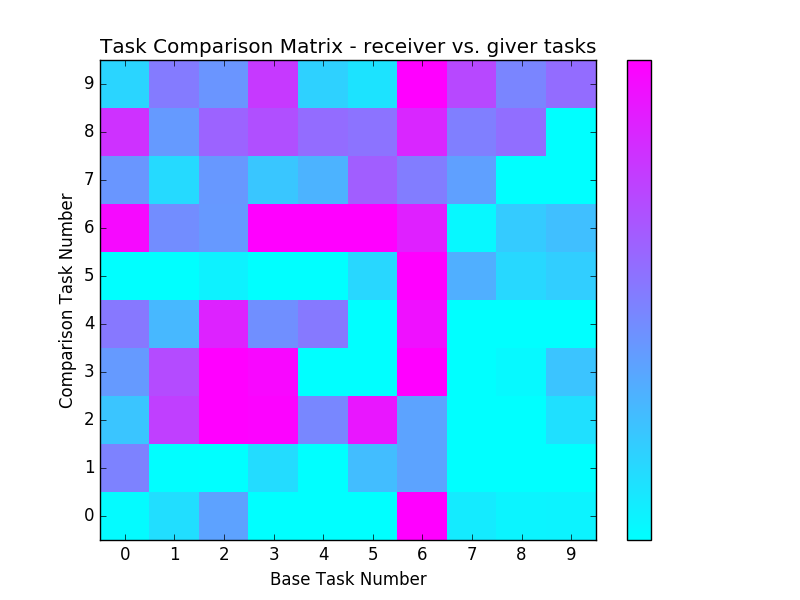 Task Comparison Matrix - receiver vs. giver tasks
Comparison Task Number
9
8
7
6
5
4
3
2
1
0
0 1 2 3 4 5 6 7 8 9
Base Task Number